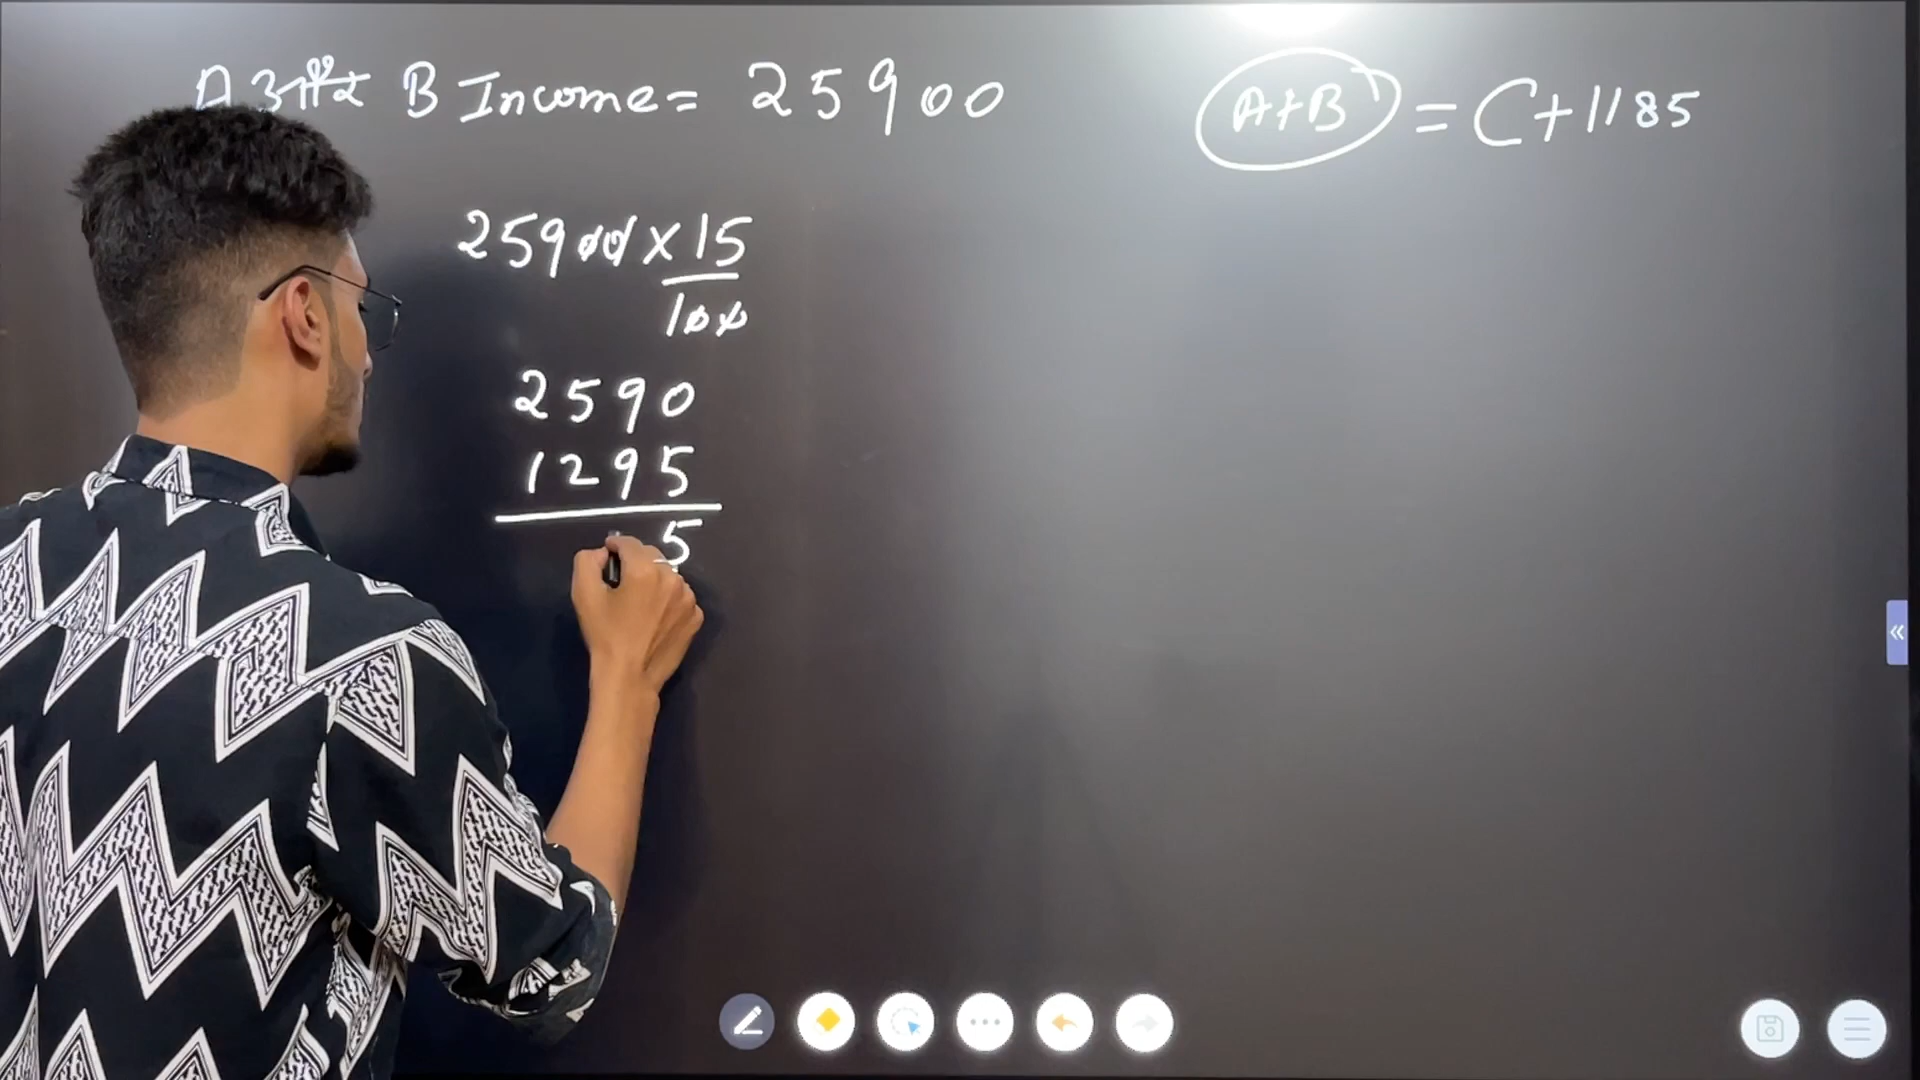 A और B Income = 25900
(A+B) = C+1185
25900 × 15
100
2590
1295
5